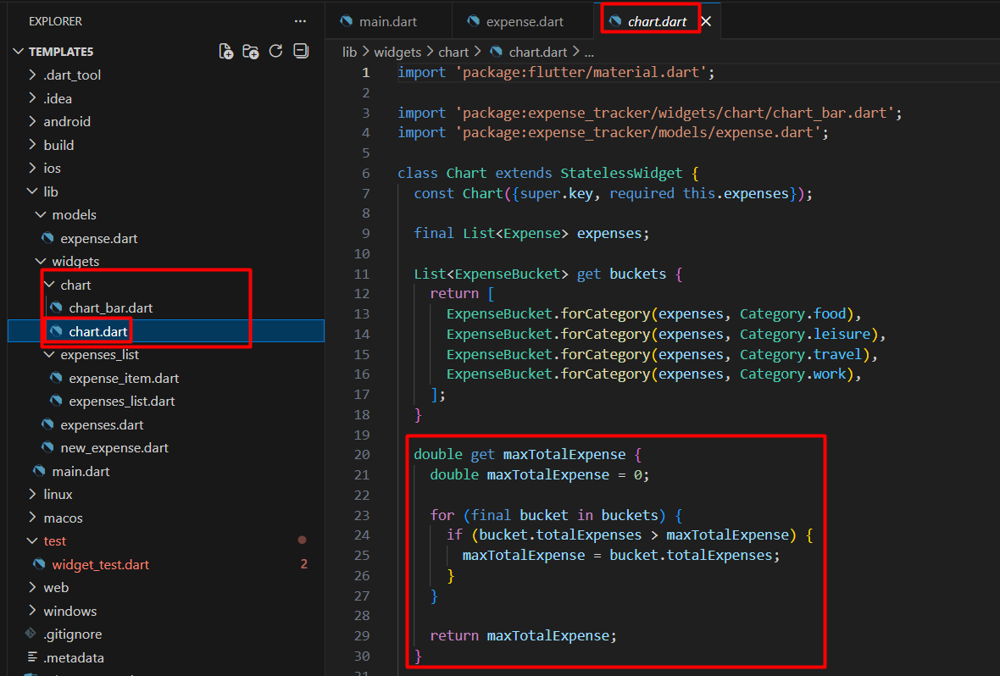 EXPLORER
...
TEMPLATE5
.dart_tool
.idea
android
build
ios
lib
models
expense.dart
widgets
chart
chart_bar.dart
chart.dart
expenses_list
expense_item.dart
expenses_list.dart
expenses.dart
new_expense.dart
main.dart
linux
macos
test
widget_test.dart 2
web
windows
.gitignore
.metadata
main.dart expense.dart chart.dart
lib > widgets > chart > chart.dart > ...
1 import 'package:flutter/material.dart';
2
3 import 'package:expense_tracker/widgets/chart/chart_bar.dart';
4 import 'package:expense_tracker/models/expense.dart';
5
6 class Chart extends StatelessWidget {
7 const Chart({super.key, required this.expenses});
8
9 final List<Expense> expenses;
10
11 List<ExpenseBucket> get buckets {
12 return [
13 ExpenseBucket.forCategory(expenses, Category.food),
14 ExpenseBucket.forCategory(expenses, Category.leisure),
15 ExpenseBucket.forCategory(expenses, Category.travel),
16 ExpenseBucket.forCategory(expenses, Category.work),
17 ];
18 }
19
20 double get maxTotalExpense {
21 double maxTotalExpense = 0;
22
23 for (final bucket in buckets) {
24 if (bucket.totalExpenses > maxTotalExpense) {
25 maxTotalExpense = bucket.totalExpenses;
26 }
27 }
28
29 return maxTotalExpense;
30 }